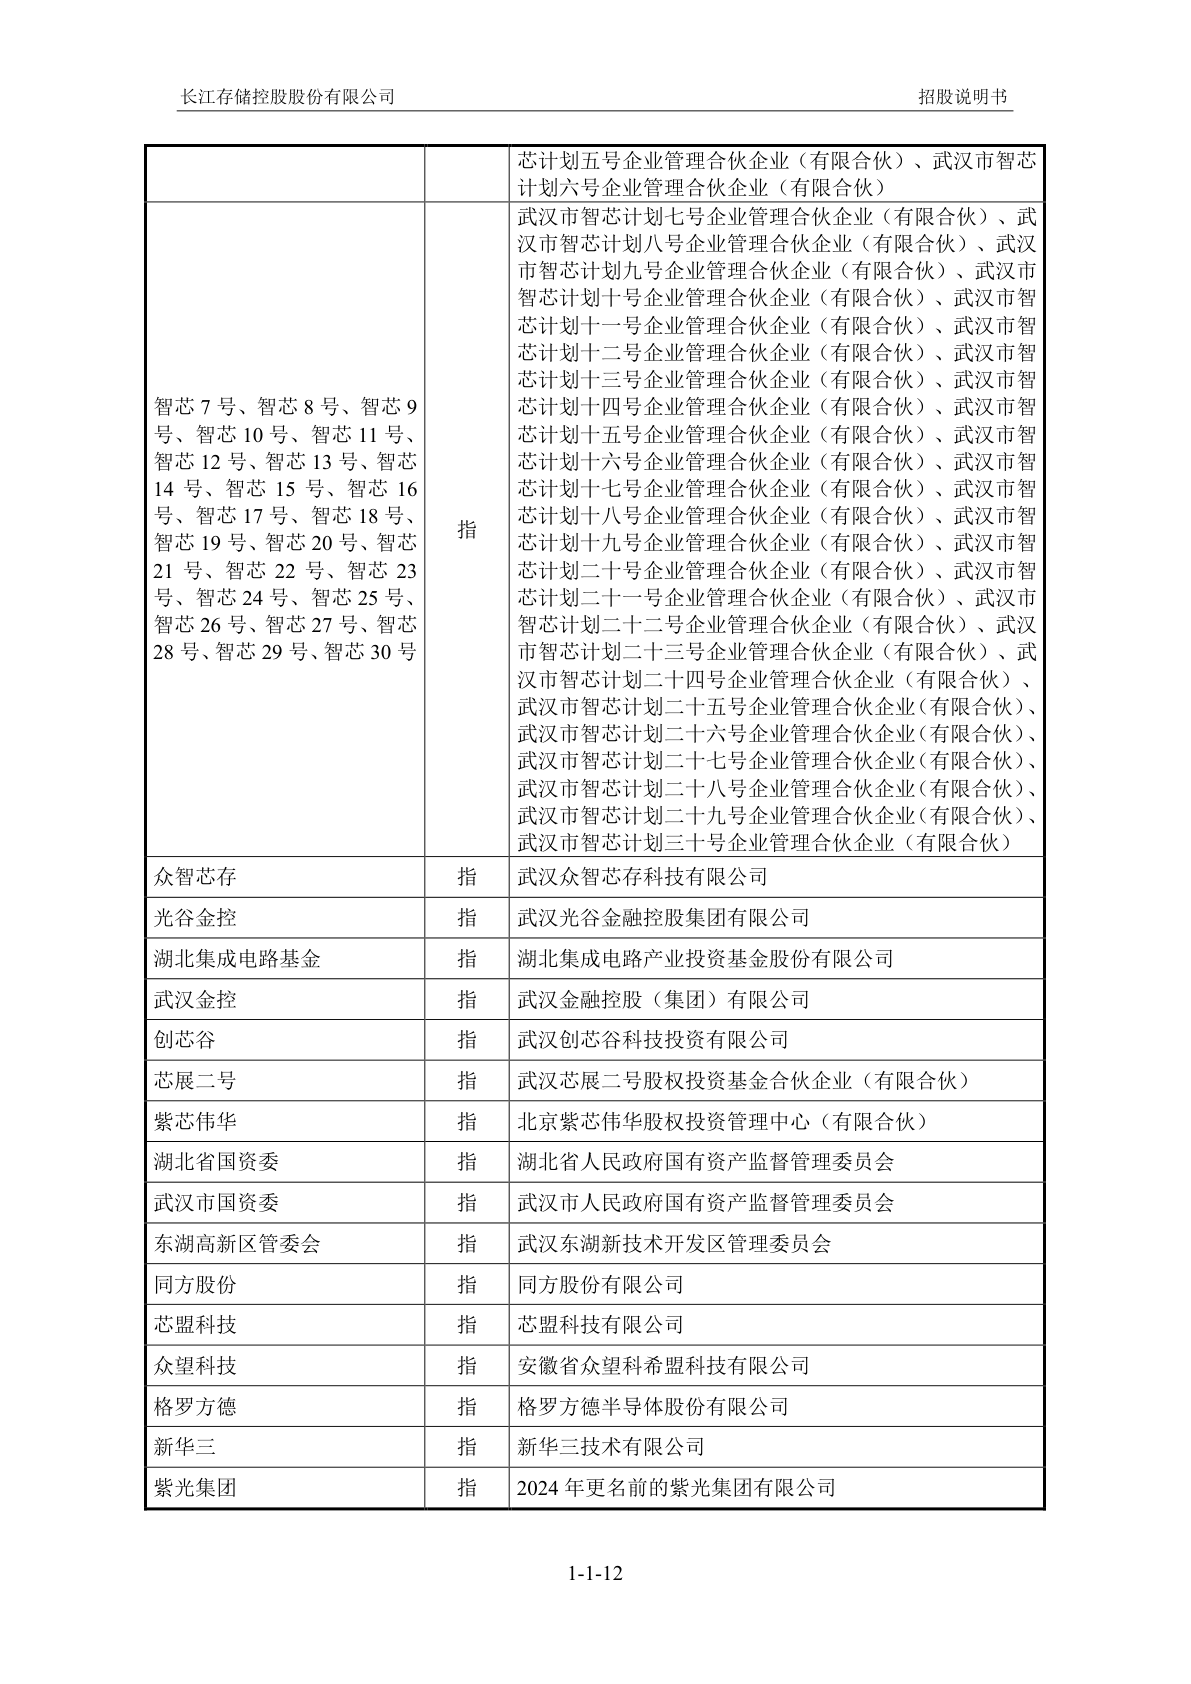 长江存储控股股份有限公司 招股说明书
芯计划五号企业管理合伙企业（有限合伙）、武汉市智芯
计划六号企业管理合伙企业（有限合伙）
智芯 7 号、智芯 8 号、智芯 9
号、智芯 10 号、智芯 11 号、
智芯 12 号、智芯 13 号、智芯
14 号、智芯 15 号、智芯 16
号、智芯 17 号、智芯 18 号、
智芯 19 号、智芯 20 号、智芯
21 号、智芯 22 号、智芯 23
号、智芯 24 号、智芯 25 号、
智芯 26 号、智芯 27 号、智芯
28 号、智芯 29 号、智芯 30 号
指
武汉市智芯计划七号企业管理合伙企业（有限合伙）、武
汉市智芯计划八号企业管理合伙企业（有限合伙）、武汉
市智芯计划九号企业管理合伙企业（有限合伙）、武汉市
智芯计划十号企业管理合伙企业（有限合伙）、武汉市智
芯计划十一号企业管理合伙企业（有限合伙）、武汉市智
芯计划十二号企业管理合伙企业（有限合伙）、武汉市智
芯计划十三号企业管理合伙企业（有限合伙）、武汉市智
芯计划十四号企业管理合伙企业（有限合伙）、武汉市智
芯计划十五号企业管理合伙企业（有限合伙）、武汉市智
芯计划十六号企业管理合伙企业（有限合伙）、武汉市智
芯计划十七号企业管理合伙企业（有限合伙）、武汉市智
芯计划十八号企业管理合伙企业（有限合伙）、武汉市智
芯计划十九号企业管理合伙企业（有限合伙）、武汉市智
芯计划二十号企业管理合伙企业（有限合伙）、武汉市智
芯计划二十一号企业管理合伙企业（有限合伙）、武汉市
智芯计划二十二号企业管理合伙企业（有限合伙）、武汉
市智芯计划二十三号企业管理合伙企业（有限合伙）、武
汉市智芯计划二十四号企业管理合伙企业（有限合伙）、
武汉市智芯计划二十五号企业管理合伙企业（有限合伙）、
武汉市智芯计划二十六号企业管理合伙企业（有限合伙）、
武汉市智芯计划二十七号企业管理合伙企业（有限合伙）、
武汉市智芯计划二十八号企业管理合伙企业（有限合伙）、
武汉市智芯计划二十九号企业管理合伙企业（有限合伙）、
武汉市智芯计划三十号企业管理合伙企业（有限合伙）
众智芯存 指 武汉众智芯存科技有限公司
光谷金控 指 武汉光谷金融控股集团有限公司
湖北集成电路基金 指 湖北集成电路产业投资基金股份有限公司
武汉金控 指 武汉金融控股（集团）有限公司
创芯谷 指 武汉创芯谷科技投资有限公司
芯展二号 指 武汉芯展二号股权投资基金合伙企业（有限合伙）
紫芯伟华 指 北京紫芯伟华股权投资管理中心（有限合伙）
湖北省国资委 指 湖北省人民政府国有资产监督管理委员会
武汉市国资委 指 武汉市人民政府国有资产监督管理委员会
东湖高新区管委会 指 武汉东湖新技术开发区管理委员会
同方股份 指 同方股份有限公司
芯盟科技 指 芯盟科技有限公司
众望科技 指 安徽省众望科希盟科技有限公司
格罗方德 指 格罗方德半导体股份有限公司
新华三 指 新华三技术有限公司
紫光集团 指 2024 年更名前的紫光集团有限公司
1-1-12